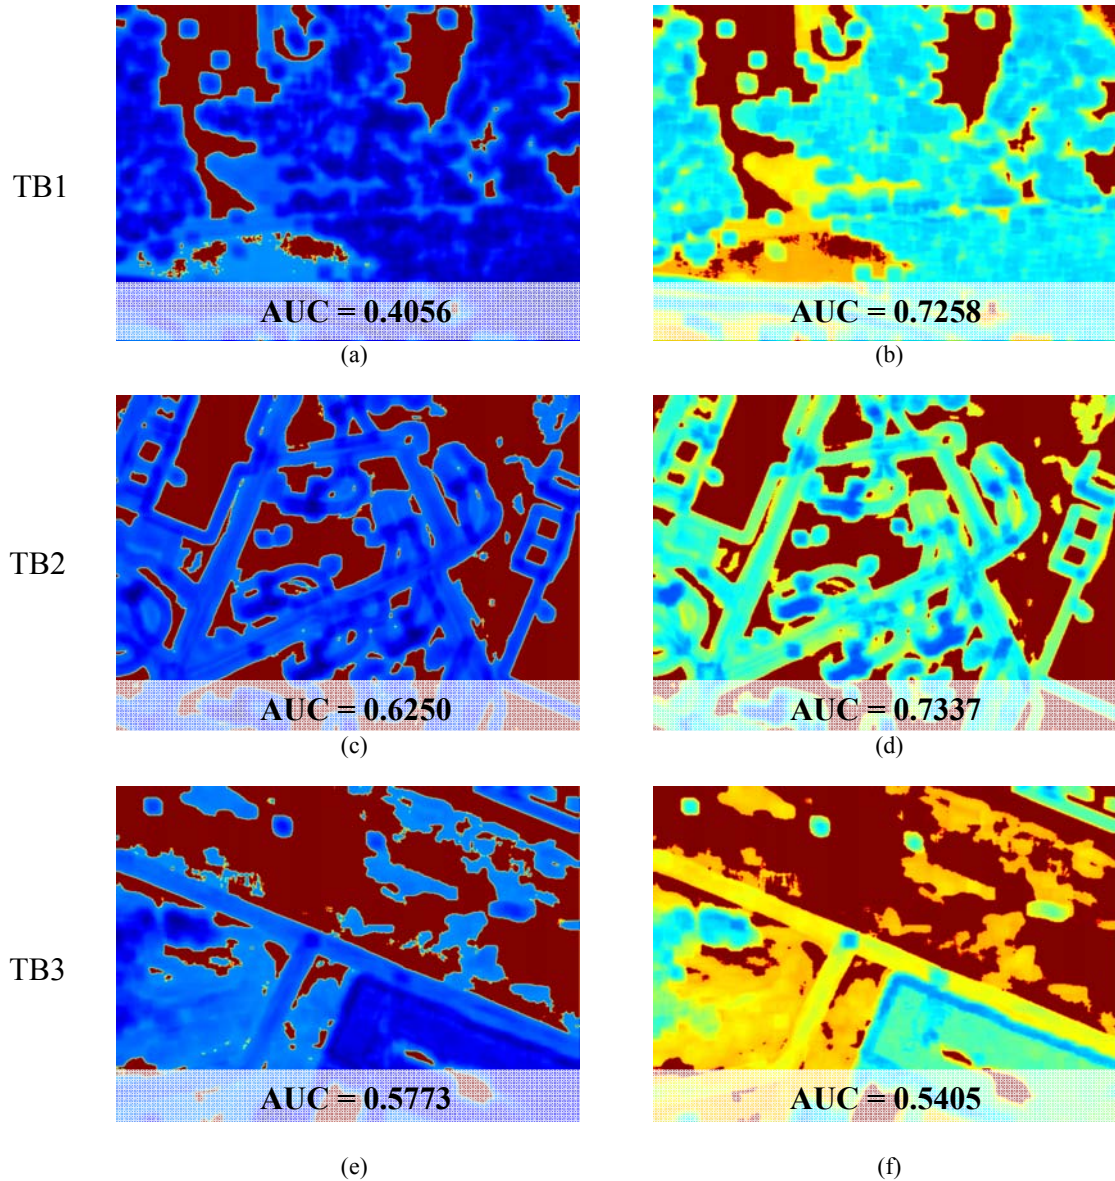 TB1
AUC = 0.4056
AUC = 0.7258
(a)
(b)
TB2
AUC = 0.6250
AUC = 0.7337
(c)
(d)
TB3
AUC = 0.5773
AUC = 0.5405
(e)
(f)